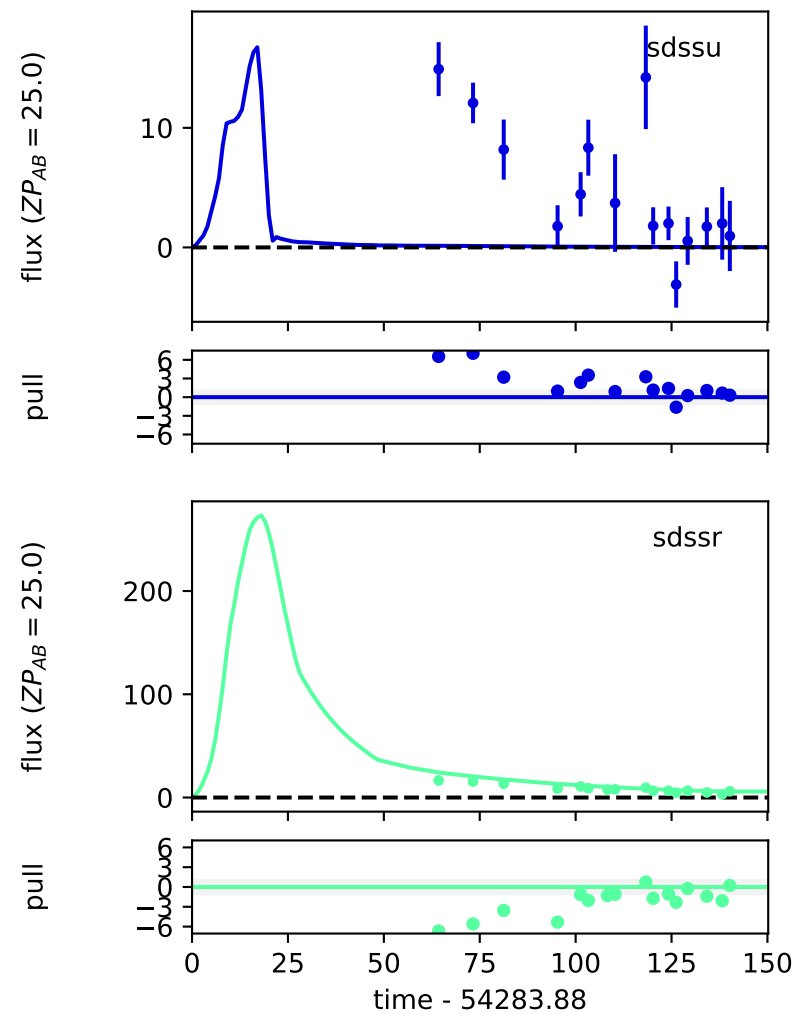 sdssu
flux (ZP_AB = 25.0)
10
0
pull
6
3
0
−3
−6
sdssr
flux (ZP_AB = 25.0)
200
100
0
pull
6
3
0
−3
−6
0 25 50 75 100 125 150
time - 54283.88